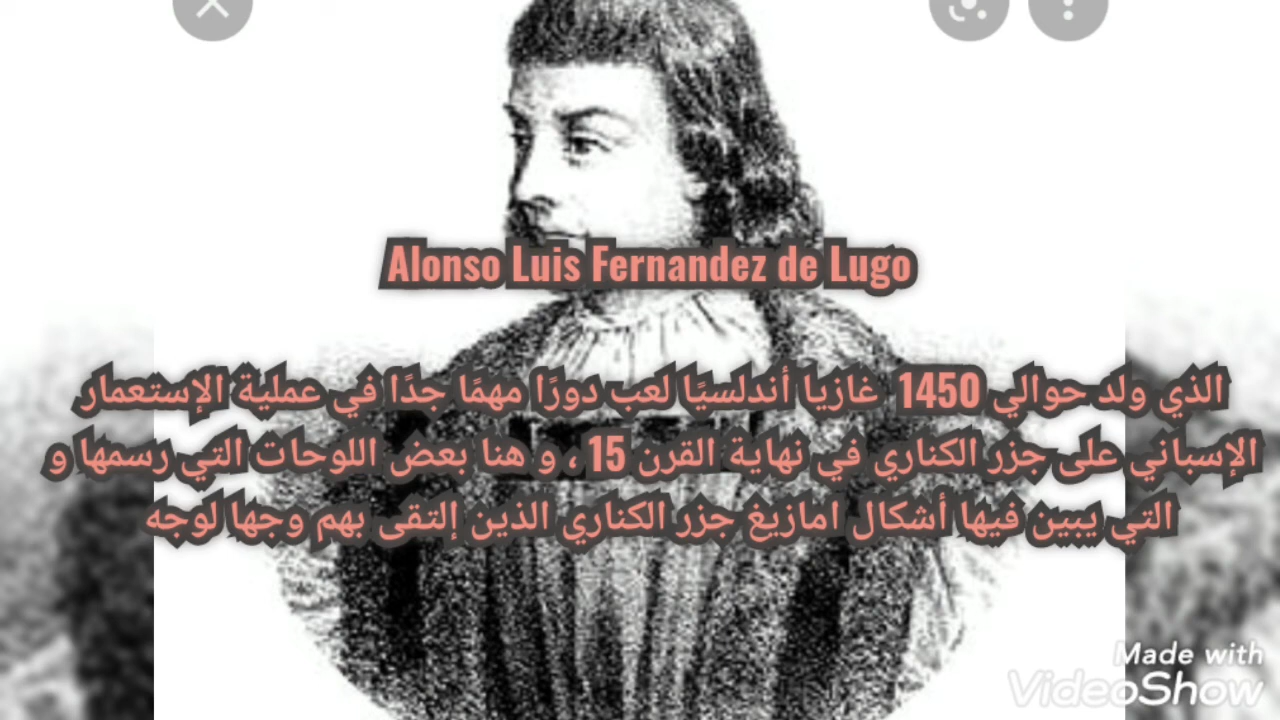 Alonso Luis Fernandez de Lugo
الذي ولد حوالي 1450 غازيا أندلسيًا لعب دورًا مهمًا جدًا في عملية الإستعمار
الإسباني على جزر الكناري في نهاية القرن 15 ، و هنا بعض اللوحات التي رسمها و
التي يبين فيها أشكال امازيغ جزر الكناري الذين إلتقى بهم وجها لوجه
Made with
VideoShow